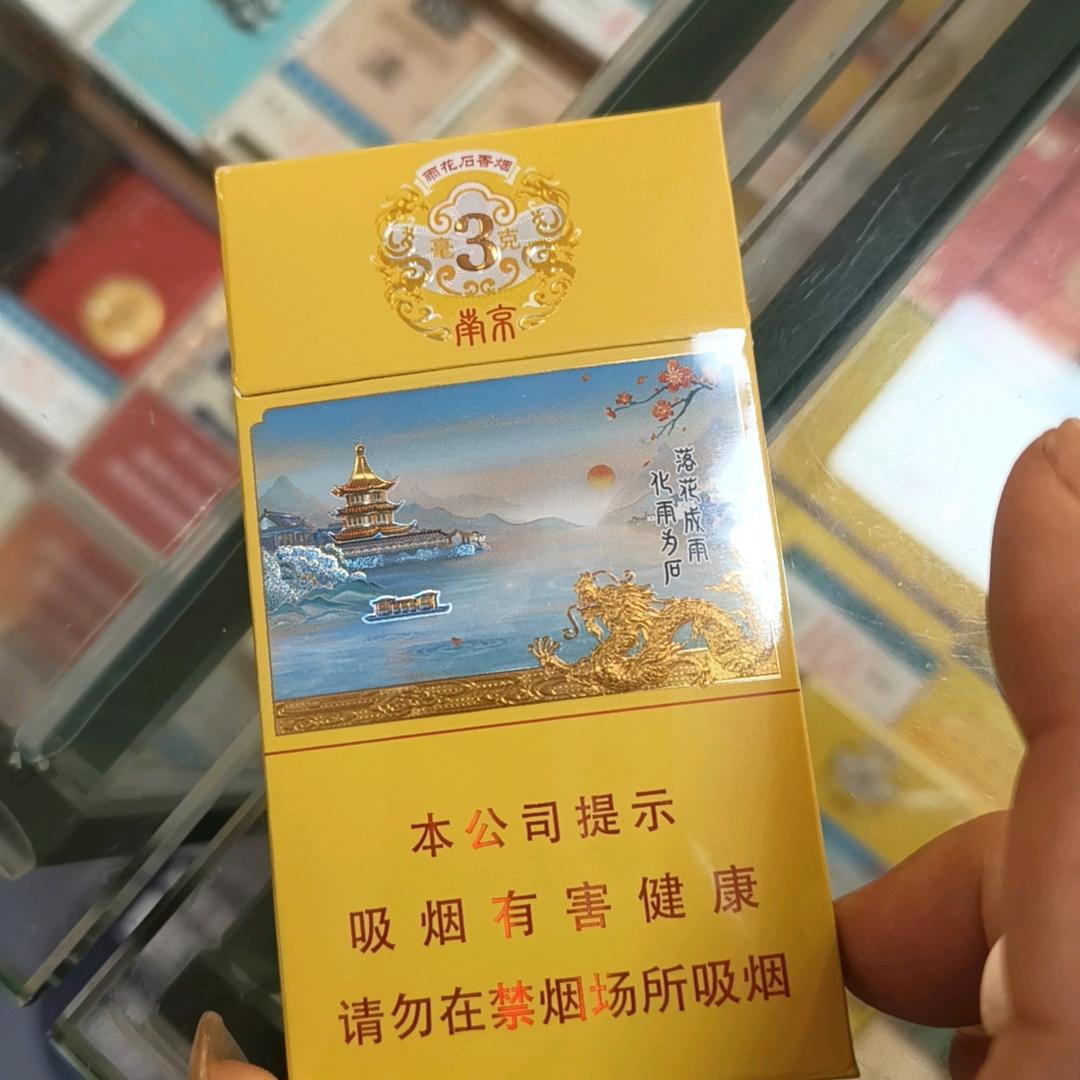 雨花石香烟
毫3克
南京
落花成雨
化雨为石
本公司提示
吸烟有害健康
请勿在禁烟场所吸烟